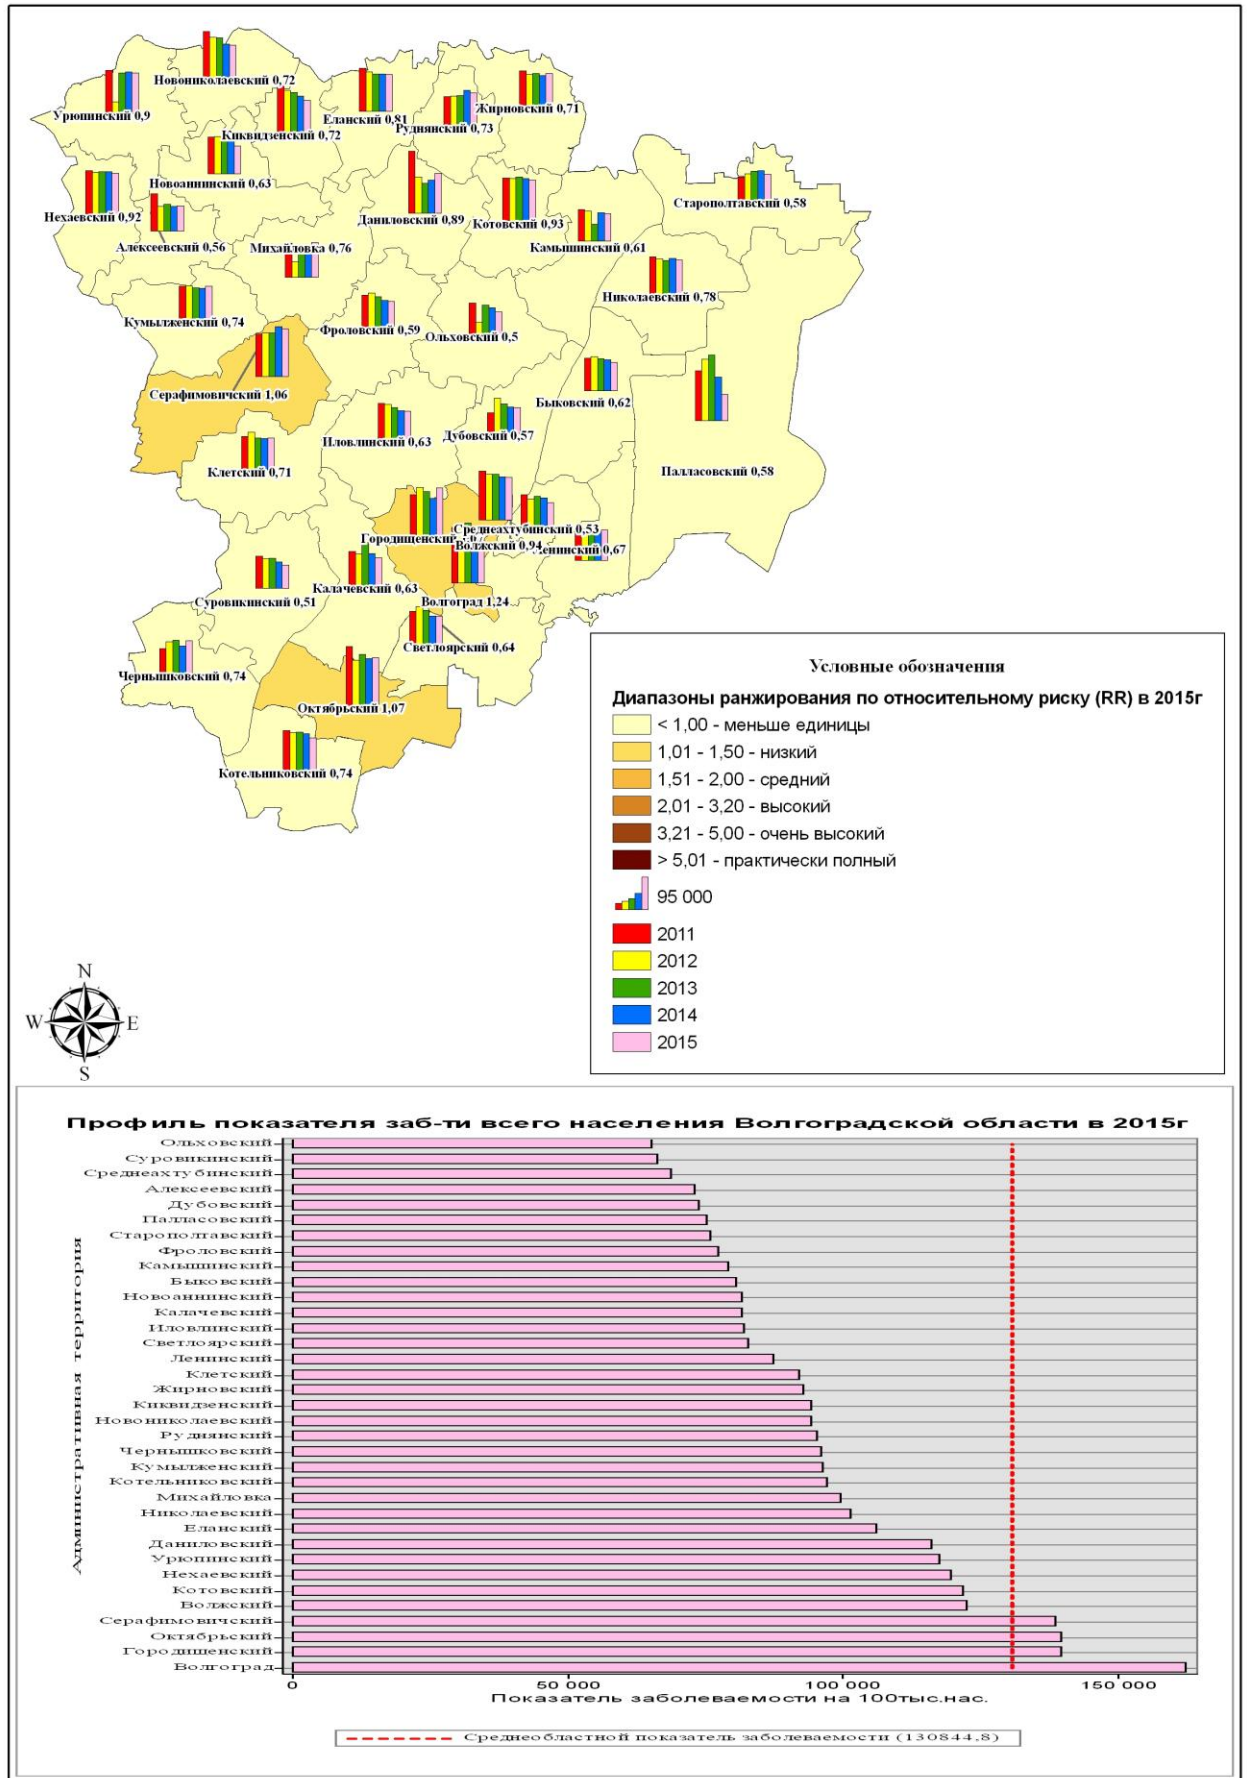 Новониколаевский 0,72
Урюпинский 0,9
Киквидзенский 0,72
Еланский 0,81
Руднянский 0,73
Жирновский 0,71
Новоаннинский 0,63
Нехаевский 0,92
Алексеевский 0,56
Михайловка 0,76
Даниловский 0,89
Котовский 0,93
Камышинский 0,61
Старополтавский 0,58
Николаевский 0,78
Кумылженский 0,74
Фроловский 0,59
Ольховский 0,5
Серафимовичский 1,06
Быковский 0,62
Иловлинский 0,63
Дубовский 0,57
Клетский 0,71
Палласовский 0,58
Среднеахтубинский 0,53
Городищенский
Волжский 0,94
Ленинский 0,67
Калачевский 0,63
Суровикинский 0,51
Волгоград 1,24
Светлоярский 0,64
Чернышковский 0,74
Октябрьский 1,07
Котельниковский 0,74
Условные обозначения
Диапазоны ранжирования по относительному риску (RR) в 2015г
< 1,00 - меньше единицы
1,01 - 1,50 - низкий
1,51 - 2,00 - средний
2,01 - 3,20 - высокий
3,21 - 5,00 - очень высокий
> 5,01 - практически полный
95 000
2011
2012
2013
2014
2015
N
W E
S
Профиль показателя заб-ти всего населения Волгоградской области в 2015г
Административная территория
Ольховский
Суровикинский
Среднеахтубинский
Алексеевский
Дубовский
Палласовский
Старополтавский
Фроловский
Камышинский
Быковский
Новоаннинский
Калачевский
Иловлинский
Светлоярский
Ленинский
Клетский
Жирновский
Киквидзенский
Новониколаевский
Руднянский
Чернышковский
Кумылженский
Котельниковский
Михайловка
Николаевский
Еланский
Даниловский
Урюпинский
Нехаевский
Котовский
Волжский
Серафимовичский
Октябрьский
Городишенский
Волгоград
0 50 000 100 000 150 000
Показатель заболеваемости на 100тыс.нас.
Среднеобластной показатель заболеваемости (130844,8)